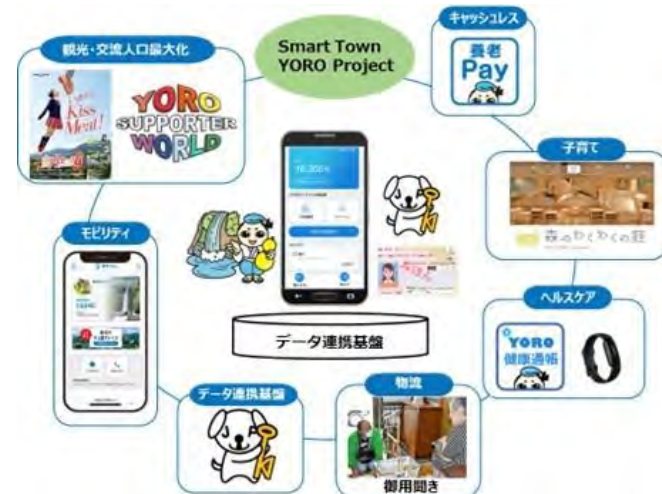 観光・交流人口最大化
Kiss
Meat!
YORO
SUPPORTER
WORLD
Smart Town
YORO Project
キャッシュレス
養老
Pay
子育て
森のわくわくの庭
ヘルスケア
YORO
健康通帳
物流
御用聞き
データ連携基盤
モビリティ
データ連携基盤